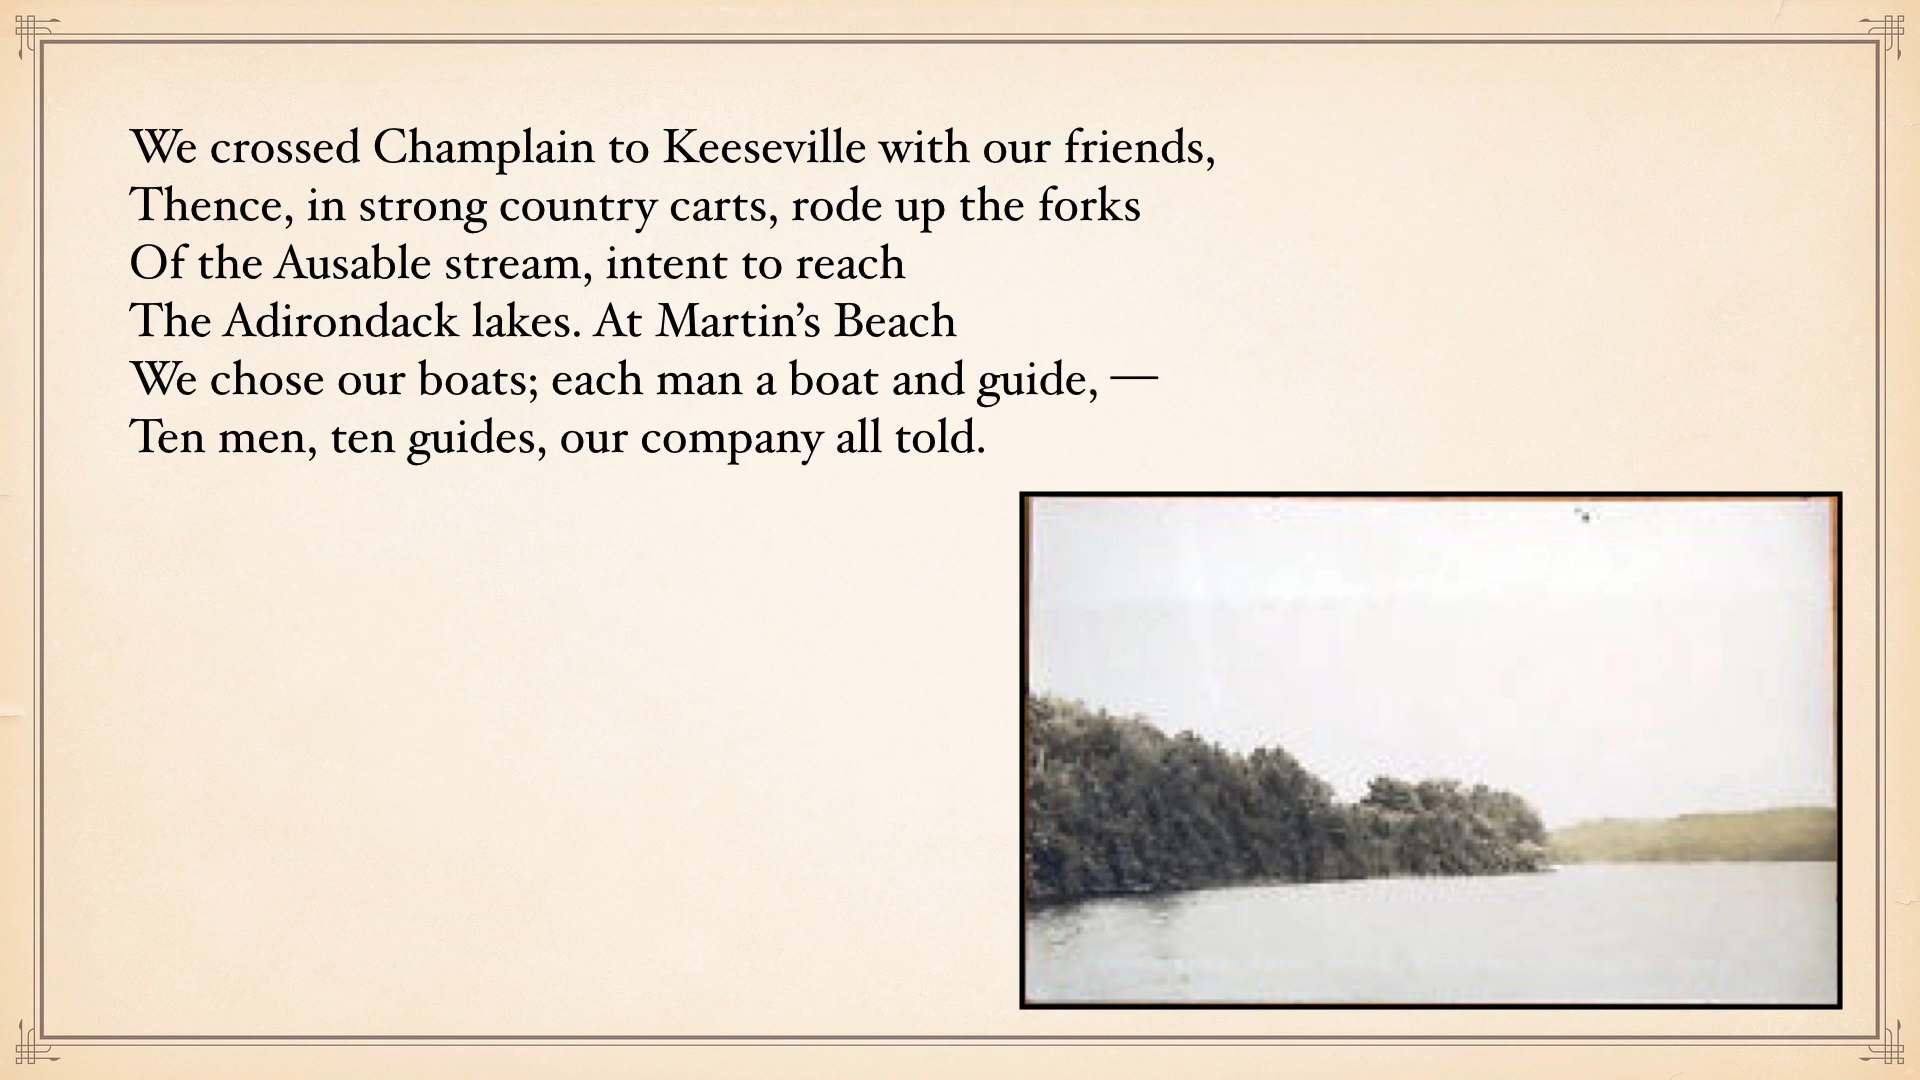 We crossed Champlain to Keeseville with our friends,
Thence, in strong country carts, rode up the forks
Of the Ausable stream, intent to reach
The Adirondack lakes. At Martin’s Beach
We chose our boats; each man a boat and guide, —
Ten men, ten guides, our company all told.